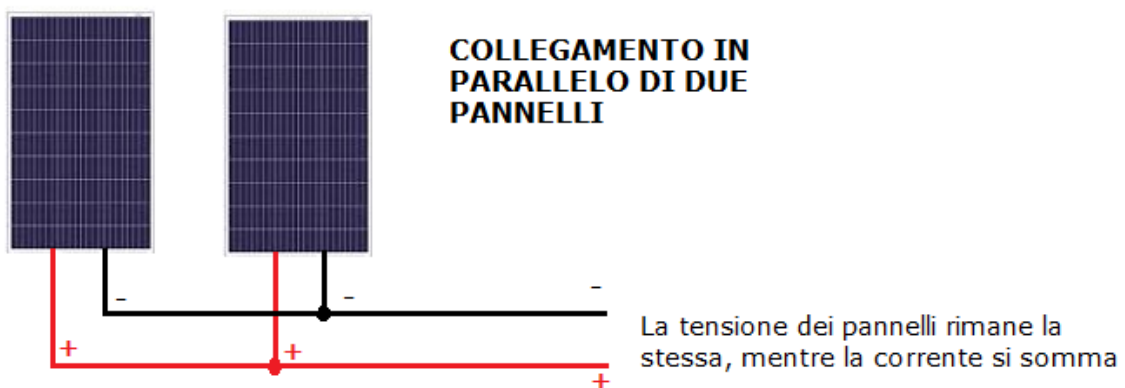 COLLEGAMENTO IN
PARALLELO DI DUE
PANNELLI
-
-
-
+
+
+
La tensione dei pannelli rimane la
stessa, mentre la corrente si somma